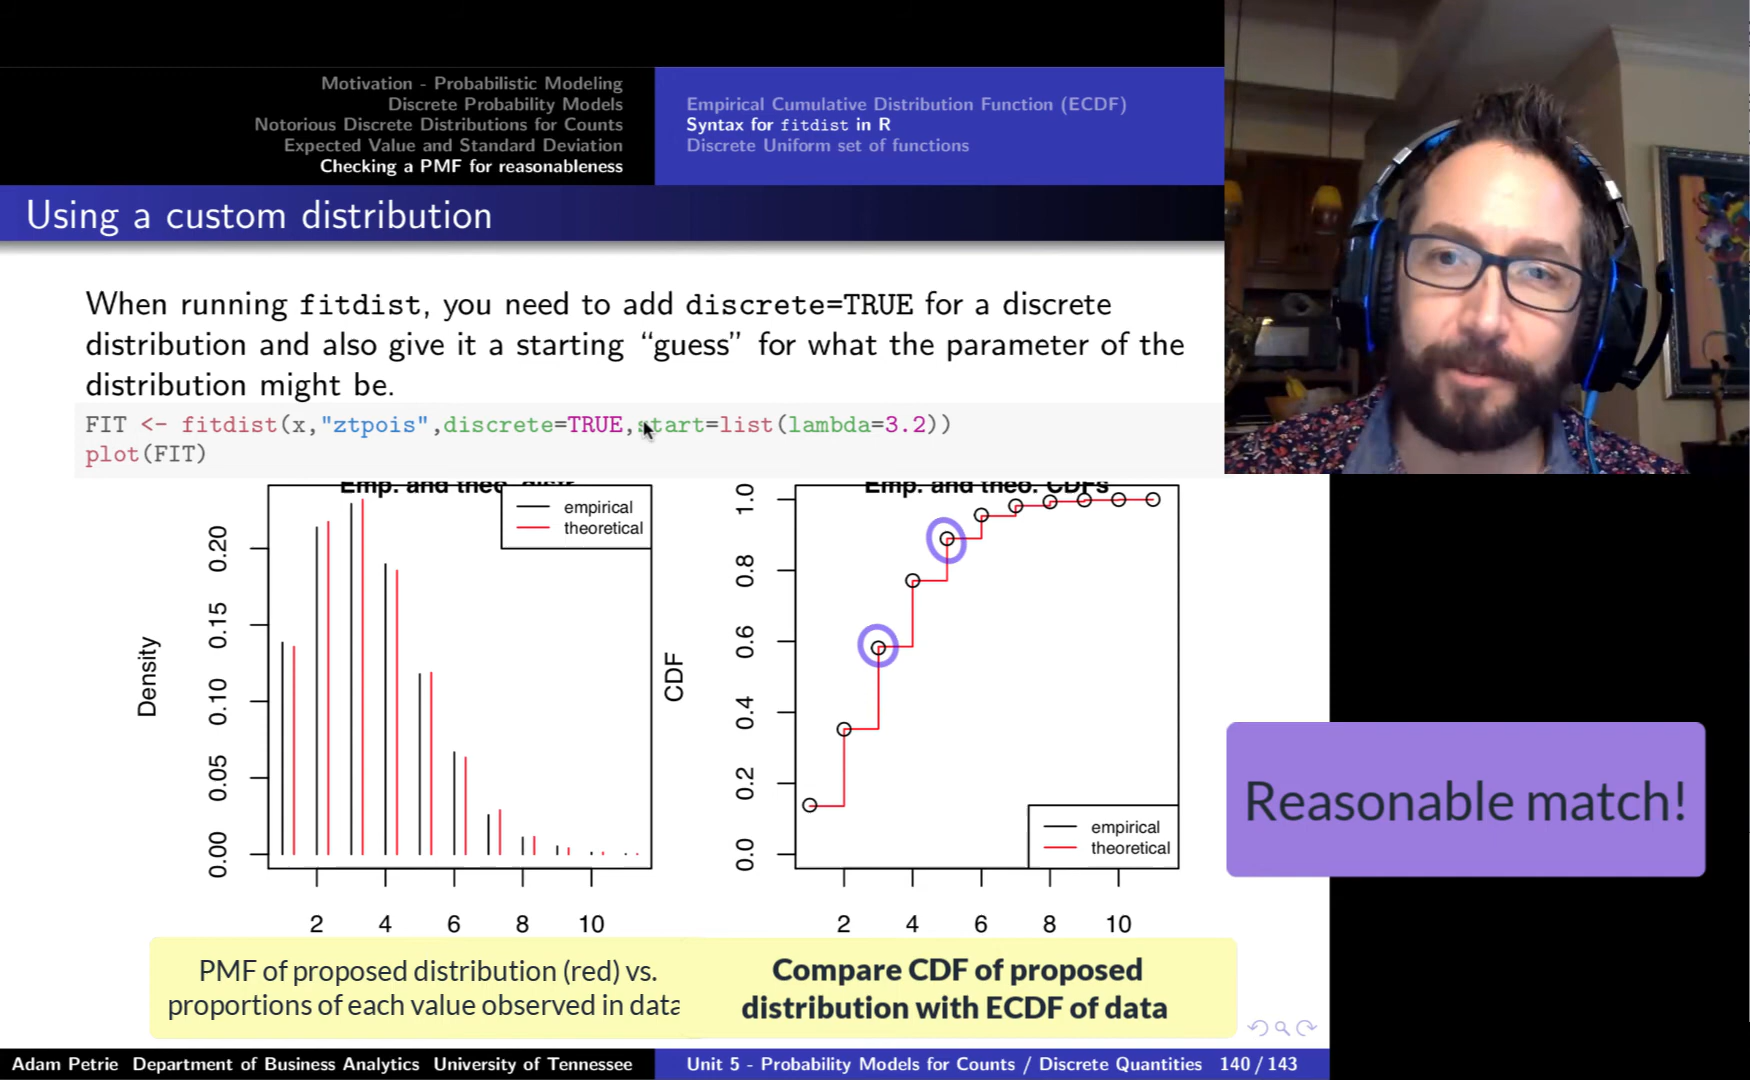 Motivation - Probabilistic Modeling
Discrete Probability Models
Notorious Discrete Distributions for Counts
Expected Value and Standard Deviation
Checking a PMF for reasonableness
Empirical Cumulative Distribution Function (ECDF)
Syntax for fitdist in R
Discrete Uniform set of functions
Using a custom distribution
When running fitdist, you need to add discrete=TRUE for a discrete
distribution and also give it a starting “guess” for what the parameter of the
distribution might be.
FIT <- fitdist(x,"ztpois",discrete=TRUE,start=list(lambda=3.2))
plot(FIT)
Emp. and theo. distr.
empirical
theoretical
Density
0.20
0.15
0.10
0.05
0.00
2 4 6 8 10
Emp. and theo. CDFs
CDF
1.0
0.8
0.6
0.4
0.2
0.0
empirical
theoretical
2 4 6 8 10
Reasonable match!
PMF of proposed distribution (red) vs.
proportions of each value observed in data
Compare CDF of proposed
distribution with ECDF of data
Adam Petrie Department of Business Analytics University of Tennessee
Unit 5 - Probability Models for Counts / Discrete Quantities 140 / 143